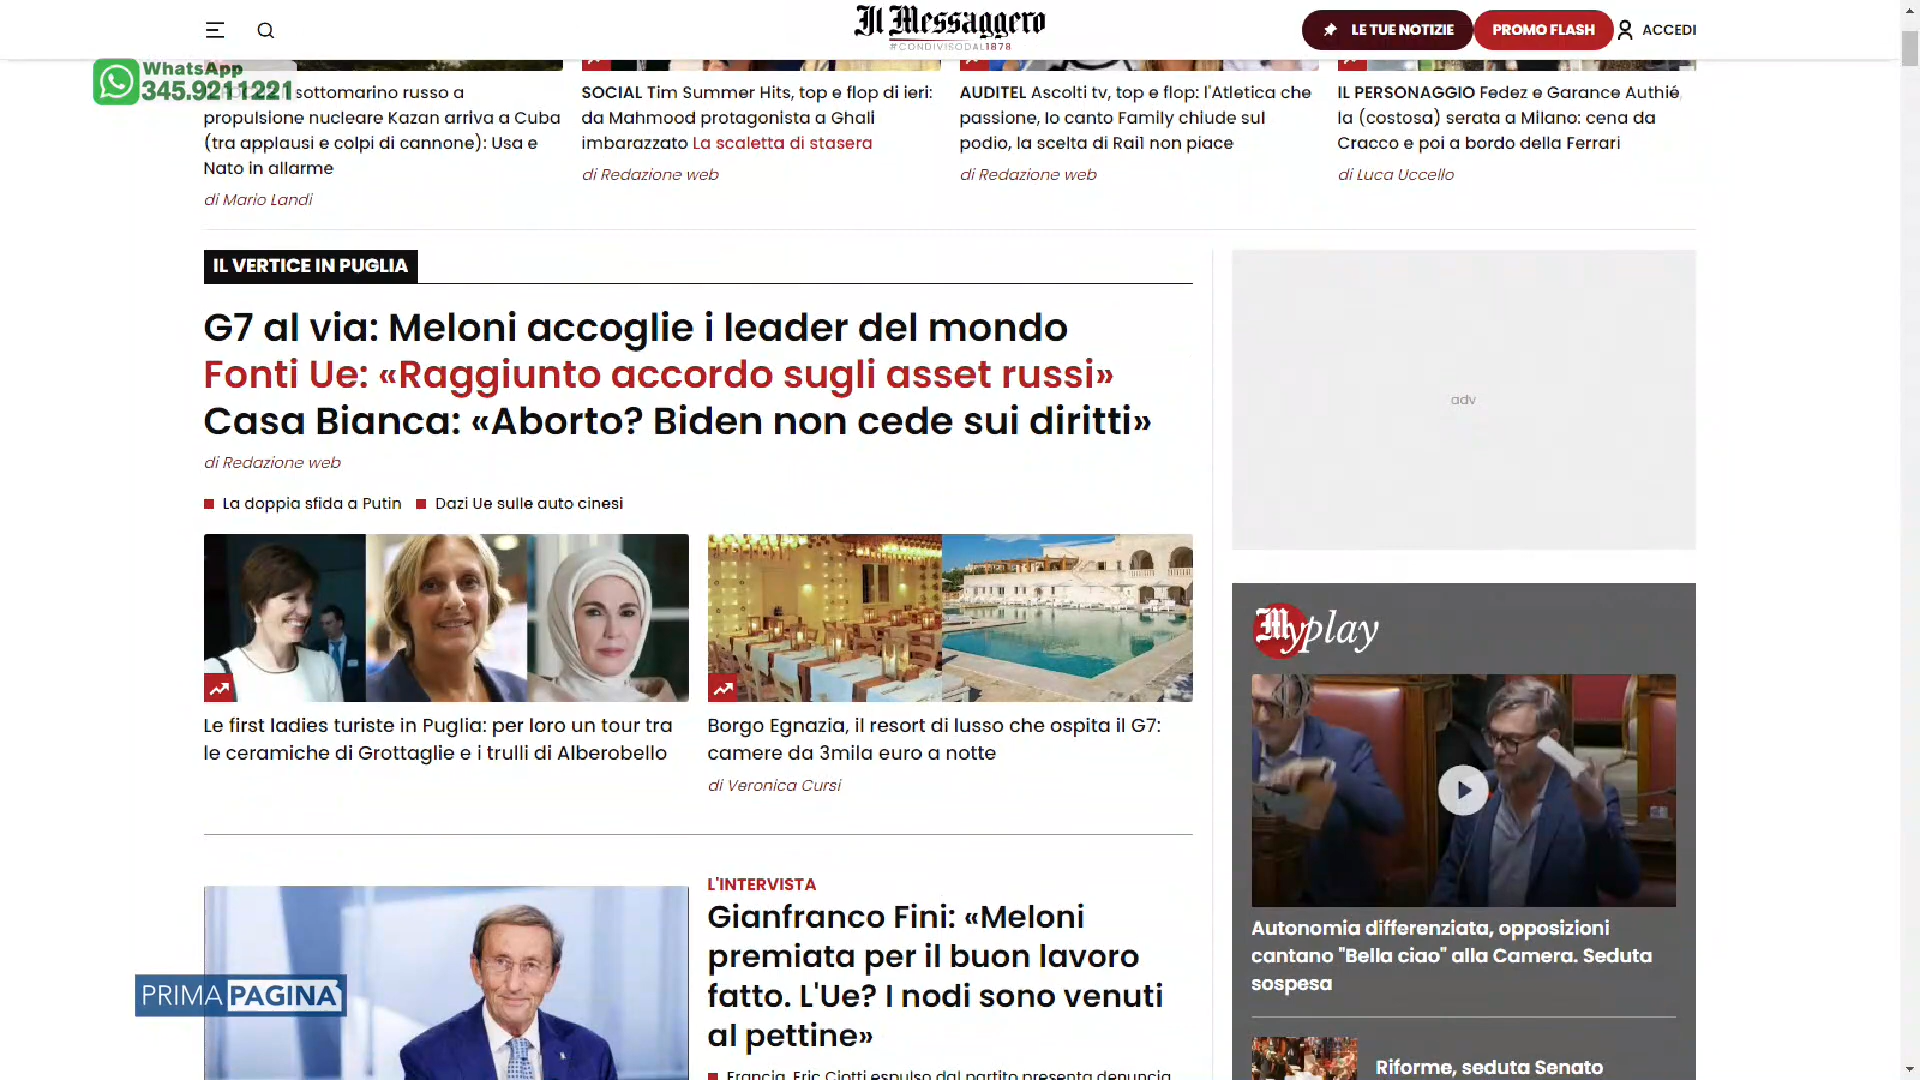 Il Messaggero
#CONDIVISODAL1878
LE TUE NOTIZIE
PROMO FLASH
ACCEDI
WhatsApp
345.9211221
sottomarino russo a
propulsione nucleare Kazan arriva a Cuba
(tra applausi e colpi di cannone): Usa e
Nato in allarme
di Mario Landi
SOCIAL Tim Summer Hits, top e flop di ieri:
da Mahmood protagonista a Ghali
imbarazzato La scaletta di stasera
di Redazione web
AUDITEL Ascolti tv, top e flop: l'Atletica che
passione, Io canto Family chiude sul
podio, la scelta di Rai1 non piace
di Redazione web
IL PERSONAGGIO Fedez e Garance Authié,
la (costosa) serata a Milano: cena da
Cracco e poi a bordo della Ferrari
di Luca Uccello
IL VERTICE IN PUGLIA
G7 al via: Meloni accoglie i leader del mondo
Fonti Ue: «Raggiunto accordo sugli asset russi»
Casa Bianca: «Aborto? Biden non cede sui diritti»
di Redazione web
La doppia sfida a Putin
Dazi Ue sulle auto cinesi
Le first ladies turiste in Puglia: per loro un tour tra
le ceramiche di Grottaglie e i trulli di Alberobello
Borgo Egnazia, il resort di lusso che ospita il G7:
camere da 3mila euro a notte
di Veronica Cursi
L'INTERVISTA
Gianfranco Fini: «Meloni
premiata per il buon lavoro
fatto. L'Ue? I nodi sono venuti
al pettine»
Francia, Eric Ciotti espulso dal partito presenta denuncia
PRIMA PAGINA
adv
Myplay
Autonomia differenziata, opposizioni
cantano "Bella ciao" alla Camera. Seduta
sospesa
Riforme, seduta Senato